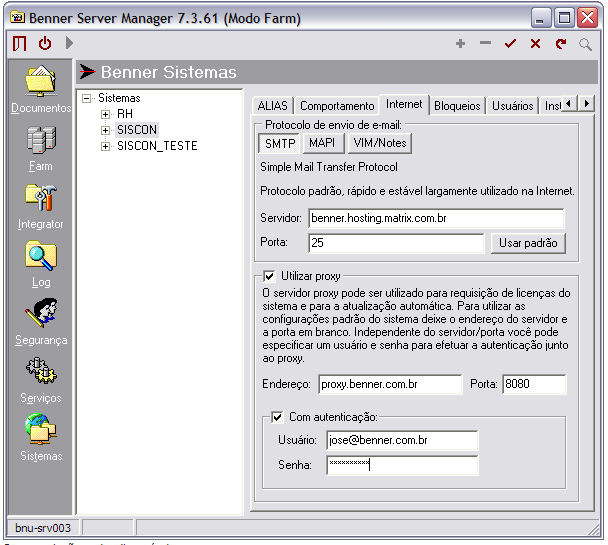 Benner Server Manager 7.3.61 (Modo Farm)
Benner Sistemas
Documentos
Farm
Integrator
Log
Segurança
Serviços
Sistemas
Sistemas
RH
SISCON
SISCON_TESTE
ALIAS Comportamento Internet Bloqueios Usuários
Protocolo de envio de e-mail:
SMTP MAPI VIM/Notes
Simple Mail Transfer Protocol
Protocolo padrão, rápido e estável largamente utilizado na Internet.
Servidor: benner.hosting.matrix.com.br
Porta: 25 Usar padrão
Utilizar proxy
O servidor proxy pode ser utilizado para requisição de licenças do
sistema e para a atualização automática. Para utilizar as
configurações padrão do sistema deixe o endereço do servidor e
a porta em branco. Independente do servidor/porta você pode
especificar um usuário e senha para efetuar a autenticação junto
ao proxy.
Endereço: proxy.benner.com.br Porta: 8080
Com autenticação:
Usuário: jose@benner.com.br
Senha: **********
bnu-srv003